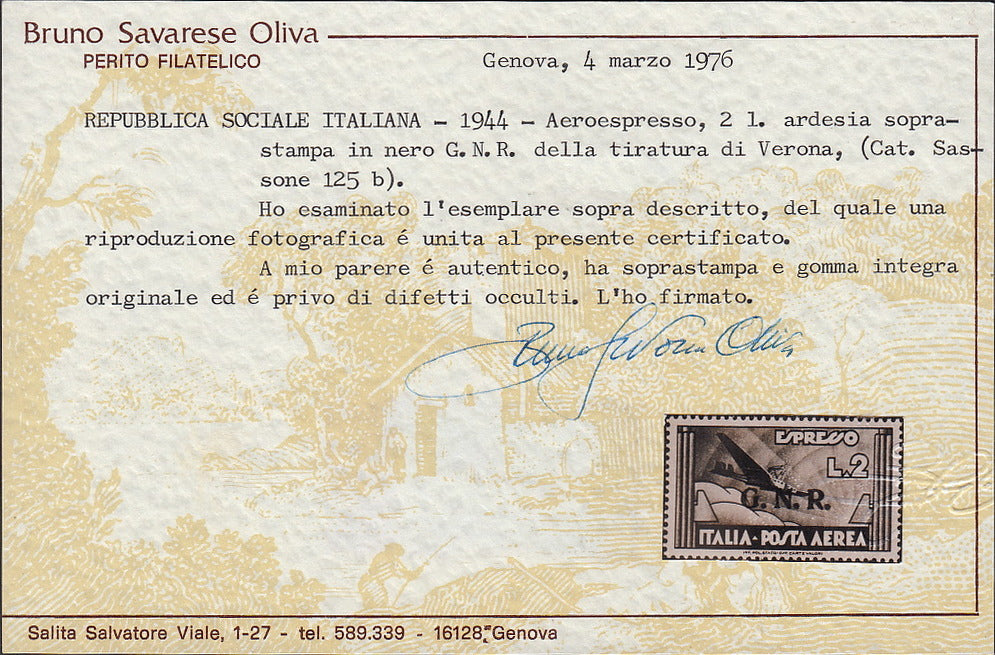 Bruno Savarese Oliva
PERITO FILATELICO
Genova, 4 marzo 1976
REPUBBLICA SOCIALE ITALIANA - 1944 - Aeroespresso, 2 l. ardesia sopra-
stampa in nero G.N.R. della tiratura di Verona, (Cat. Sas-
sone 125 b).
Ho esaminato l'esemplare sopra descritto, del quale una
riproduzione fotografica é unita al presente certificato.
A mio parere é autentico, ha soprastampa e gomma integra
originale ed é privo di difetti occulti. L'ho firmato.
Bruno Savarese Oliva
ESPRESSO
L.2
G.N.R.
ITALIA·POSTA AEREA
Salita Salvatore Viale, 1-27 - tel. 589.339 - 16128 Genova